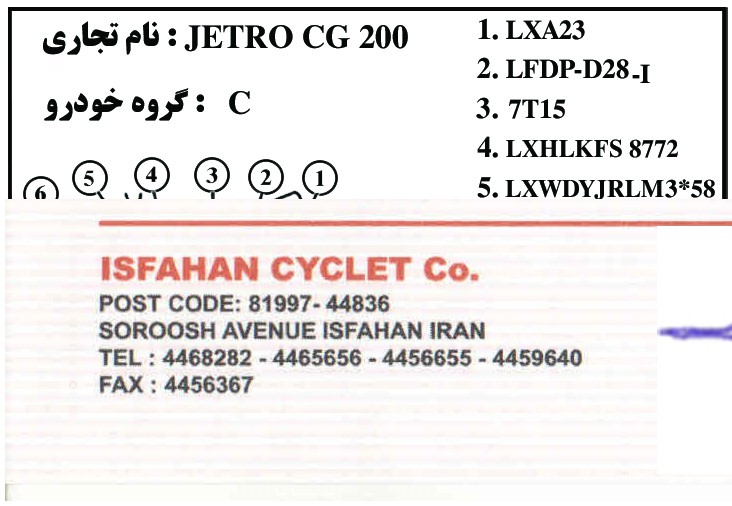 نام تجاری : JETRO CG 200
گروه خودرو : C
1. LXA23
2. LFDP-D28-I
3. 7T15
4. LXHLKFS 8772
5. LXWDYJRLM3*58
6 5 4 3 2 1
ISFAHAN CYCLET Co.
POST CODE: 81997- 44836
SOROOSH AVENUE ISFAHAN IRAN
TEL : 4468282 - 4465656 - 4456655 - 4459640
FAX : 4456367